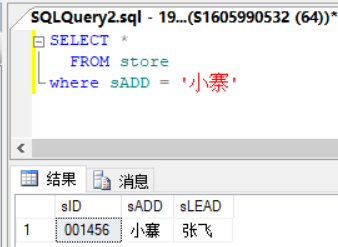 SQLQuery2.sql - 19...(S1605990532 (64))*
SELECT *
FROM store
where sADD = '小寨'
结果 消息
sID sADD sLEAD
1 001456 小寨 张飞